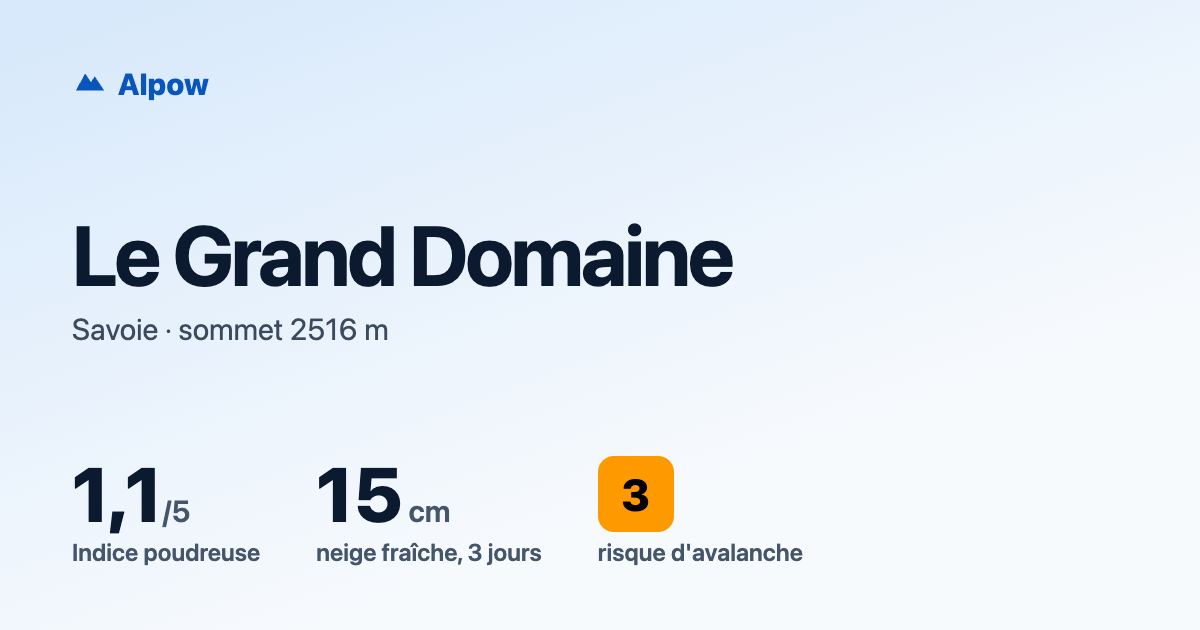 Alpow
Le Grand Domaine
Savoie · sommet 2516 m
1,1/5
Indice poudreuse
15 cm
neige fraîche, 3 jours
3
risque d'avalanche